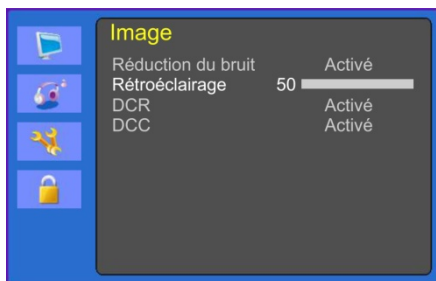 Image
Réduction du bruit Activé
Rétroéclairage 50
DCR Activé
DCC Activé